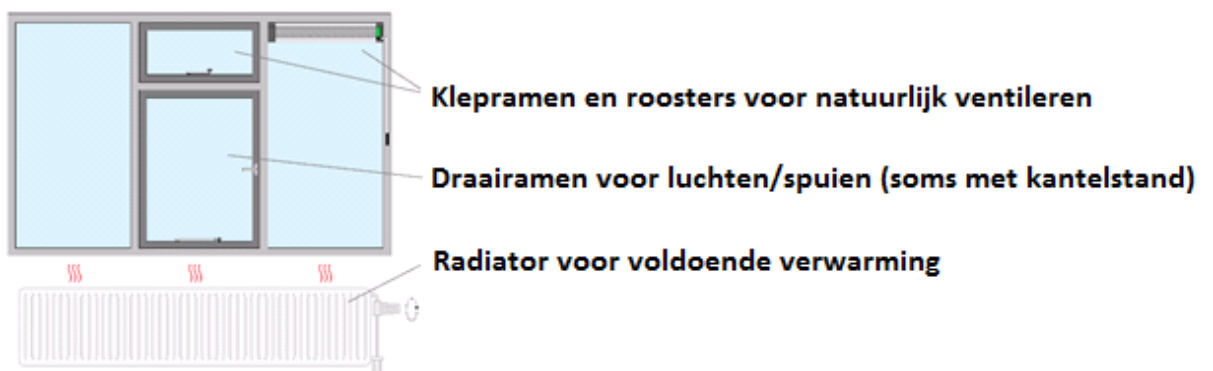 Klepramen en roosters voor natuurlijk ventileren
Draairamen voor luchten/spuien (soms met kantelstand)
Radiator voor voldoende verwarming